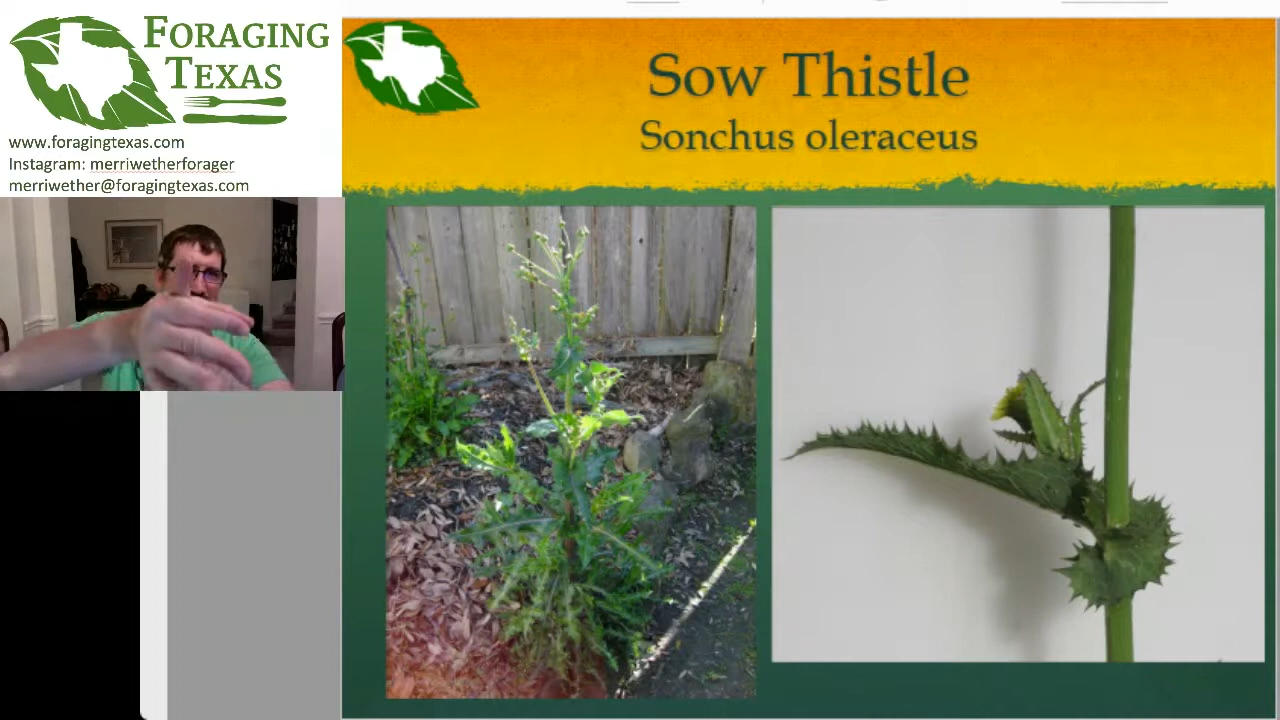 FORAGING
TEXAS
www.foragingtexas.com
Instagram: merriwetherforager
merriwether@foragingtexas.com
Sow Thistle
Sonchus oleraceus